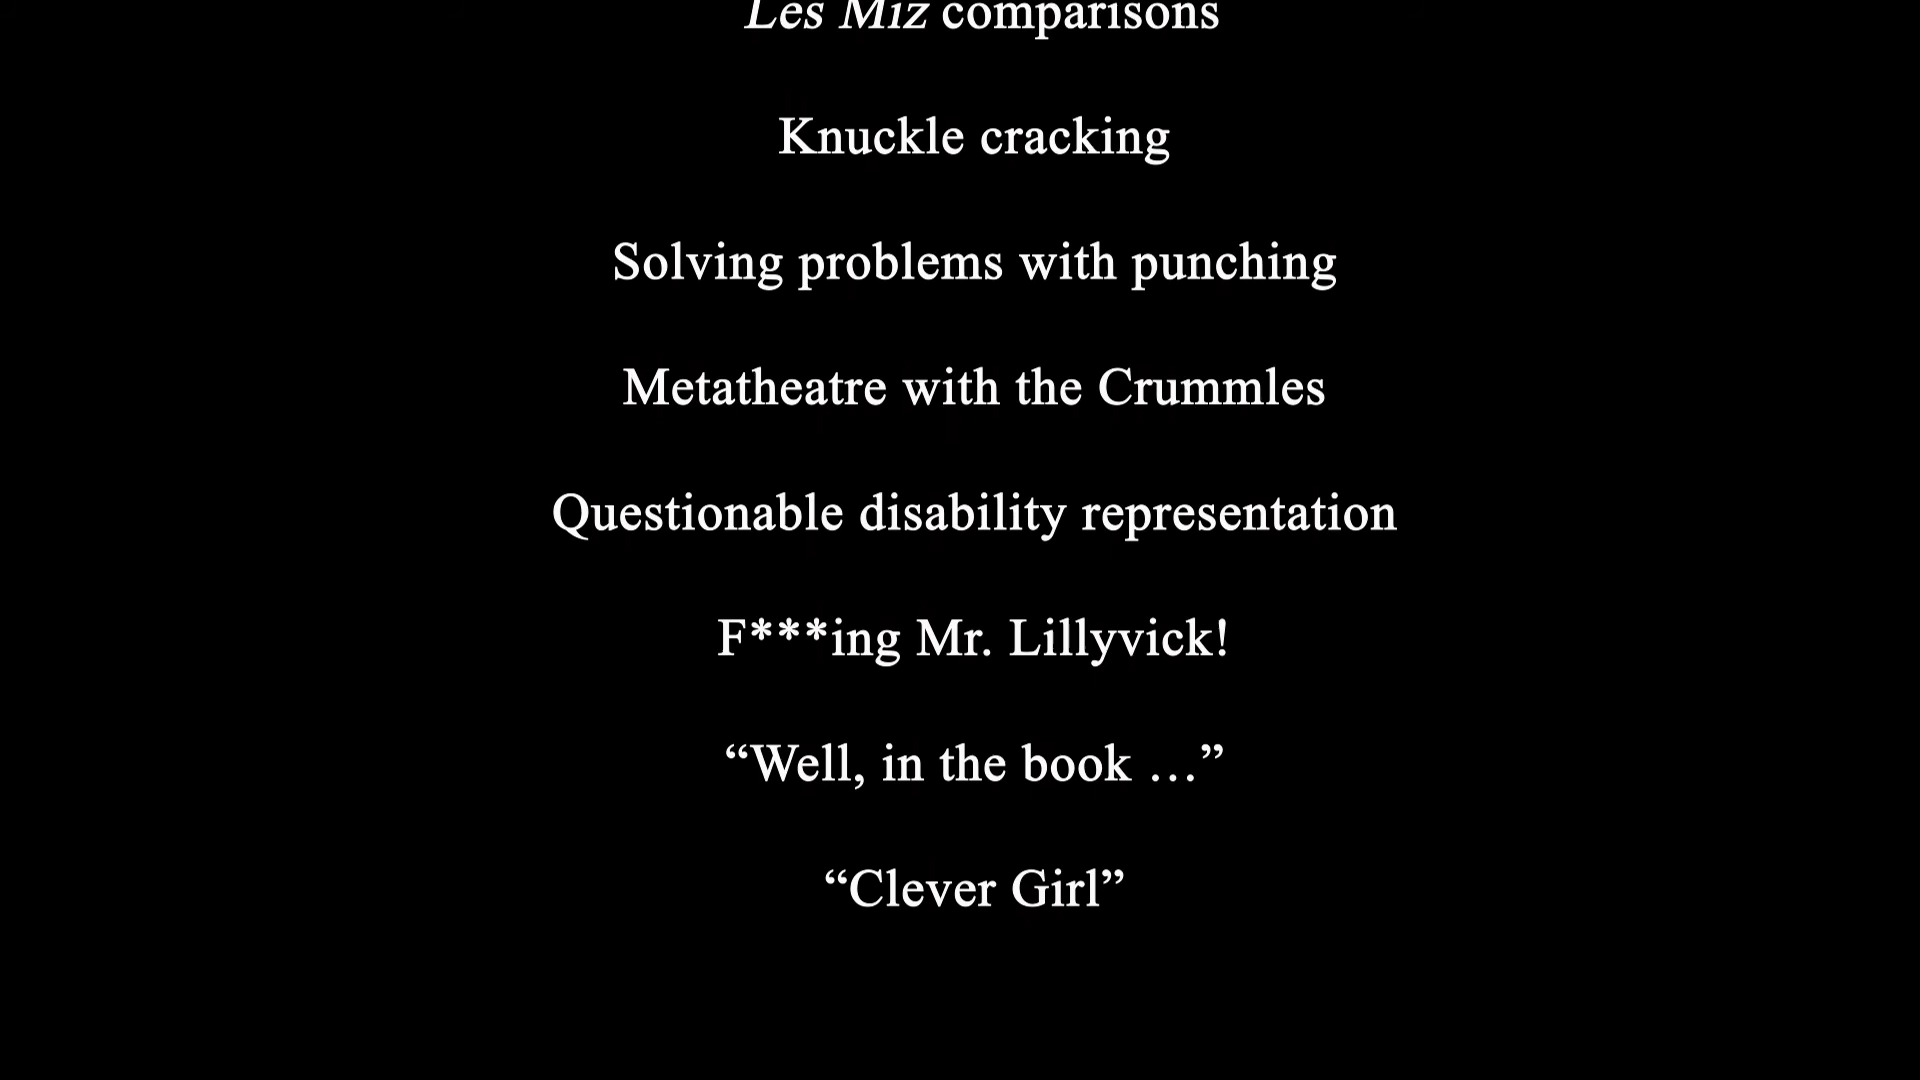 Les Miz comparisons
Knuckle cracking
Solving problems with punching
Metatheatre with the Crummles
Questionable disability representation
F***ing Mr. Lillyvick!
“Well, in the book …”
“Clever Girl”